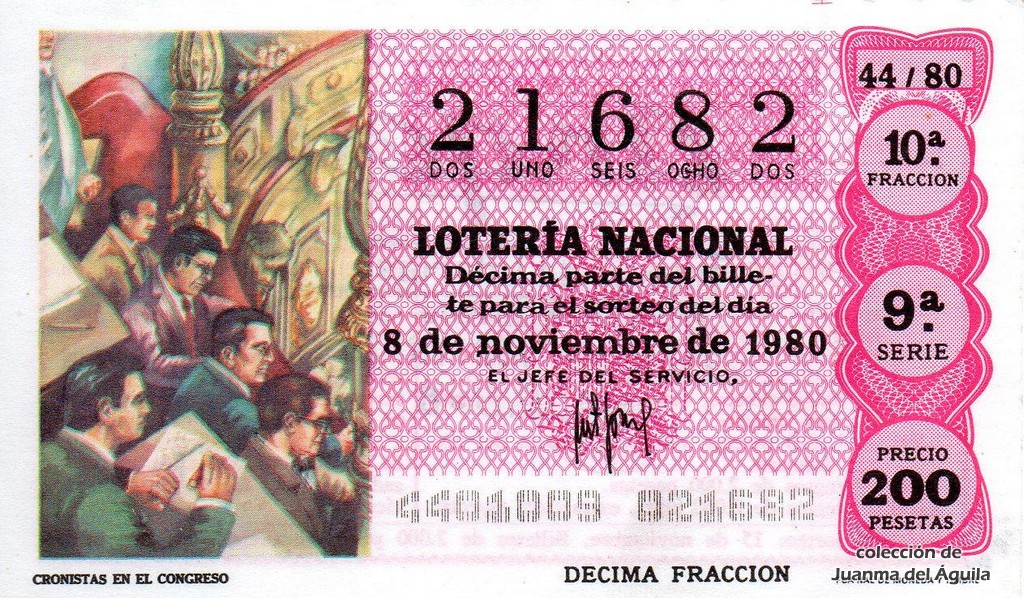 44 / 80
2 1 6 8 2
DOS UNO SEIS OCHO DOS
10ª.
FRACCION
LOTERÍA NACIONAL
Décima parte del bille-
te para el sorteo del día
8 de noviembre de 1980
EL JEFE DEL SERVICIO,
9ª.
SERIE
PRECIO
200
PESETAS
4401009 021682
CRONISTAS EN EL CONGRESO
DECIMA FRACCION
colección de
Juanma del Águila